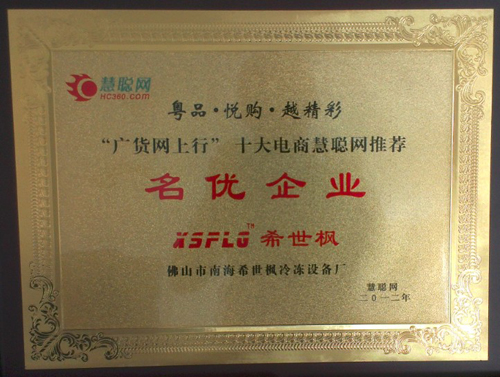 慧聪网
HC360.com
粤品·悦购·越精彩
“广货网上行” 十大电商慧聪网推荐
名优企业
XSPLG™ 希世枫
佛山市南海希世枫冷冻设备厂
慧聪网
二〇一二年